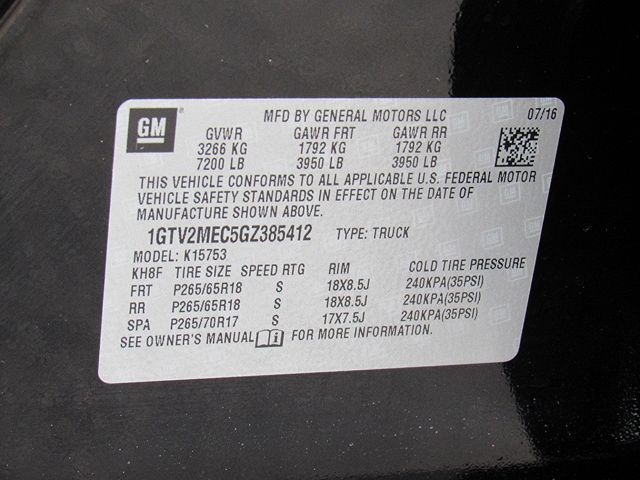 GM
MFD BY GENERAL MOTORS LLC 07/16
GVWR GAWR FRT GAWR RR
3266 KG 1792 KG 1792 KG
7200 LB 3950 LB 3950 LB
THIS VEHICLE CONFORMS TO ALL APPLICABLE U.S. FEDERAL MOTOR
VEHICLE SAFETY STANDARDS IN EFFECT ON THE DATE OF
MANUFACTURE SHOWN ABOVE.
1GTV2MEC5GZ385412 TYPE: TRUCK
MODEL: K15753
KH8F TIRE SIZE SPEED RTG RIM COLD TIRE PRESSURE
FRT P265/65R18 S 18X8.5J 240KPA(35PSI)
RR P265/65R18 S 18X8.5J 240KPA(35PSI)
SPA P265/70R17 S 17X7.5J 240KPA(35PSI)
SEE OWNER'S MANUAL FOR MORE INFORMATION.